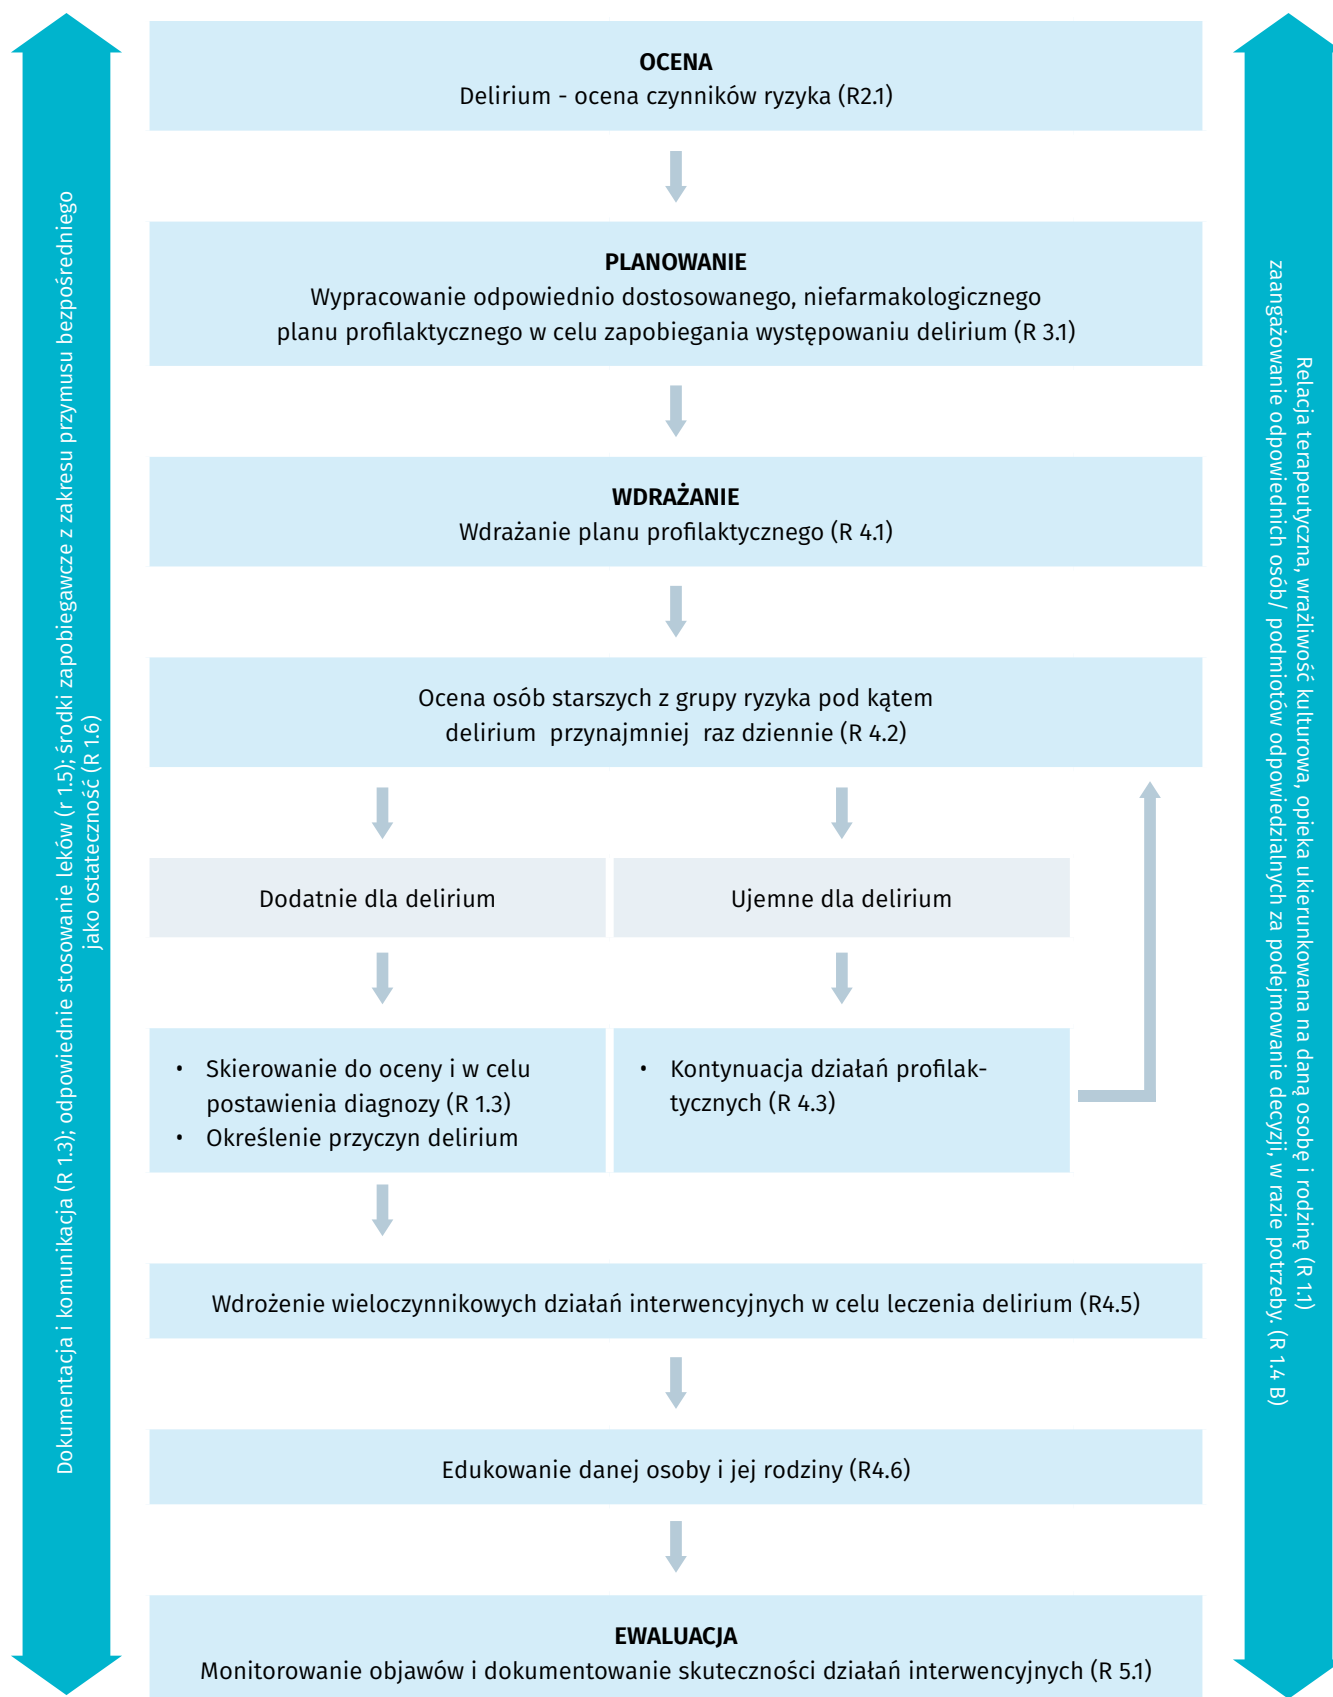 OCENA
Delirium - ocena czynników ryzyka (R2.1)
PLANOWANIE
Wypracowanie odpowiednio dostosowanego, niefarmakologicznego
planu profilaktycznego w celu zapobiegania występowaniu delirium (R 3.1)
WDRAŻANIE
Wdrażanie planu profilaktycznego (R 4.1)
Ocena osób starszych z grupy ryzyka pod kątem
delirium przynajmniej raz dziennie (R 4.2)
Dodatnie dla delirium
Ujemne dla delirium
• Skierowanie do oceny i w celu
postawienia diagnozy (R 1.3)
• Określenie przyczyn delirium
• Kontynuacja działań profilak-
tycznych (R 4.3)
Wdrożenie wieloczynnikowych działań interwencyjnych w celu leczenia delirium (R4.5)
Edukowanie danej osoby i jej rodziny (R4.6)
EWALUACJA
Monitorowanie objawów i dokumentowanie skuteczności działań interwencyjnych (R 5.1)
Dokumentacja i komunikacja (R 1.3); odpowiednie stosowanie leków (r 1.5); środki zapobiegawcze z zakresu przymusu bezpośredniego
jako ostateczność (R 1.6)
Relacja terapeutyczna, wrażliwość kulturowa, opieka ukierunkowana na daną osobę i rodzinę (R 1.1)
zaangażowanie odpowiednich osób/ podmiotów odpowiedzialnych za podejmowanie decyzji, w razie potrzeby. (R 1.4 B)